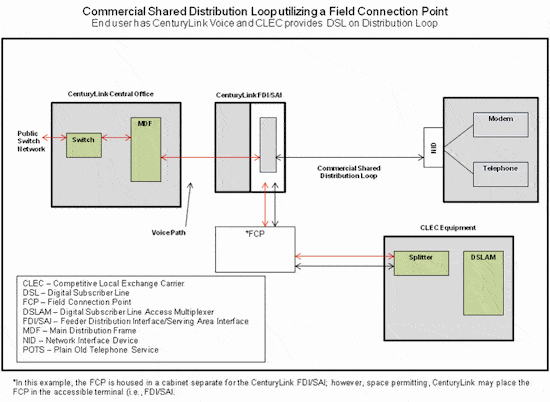 Commercial Shared Distribution Loop utilizing a Field Connection Point
End user has CenturyLink Voice and CLEC provides DSL on Distribution Loop
CenturyLink Central Office
CenturyLink FDI/SAI
MDF
Modem
Public
Switch
Network
Switch
NID
Commercial Shared
Distribution Loop
Telephone
Voice Path
*FCP
CLEC Equipment
Splitter
DSLAM
CLEC – Competitive Local Exchange Carrier
DSL – Digital Subscriber Line
FCP – Field Connection Point
DSLAM – Digital Subscriber Line Access Multiplexer
FDI/SAI – Feeder Distribution Interface/Serving Area Interface
MDF – Main Distribution Frame
NID – Network Interface Device
POTS – Plain Old Telephone Service
*In this example, the FCP is housed in a cabinet separate for the CenturyLink FDI/SAI; however, space permitting, CenturyLink may place the
FCP in the accessible terminal (i.e., FDI/SAI.